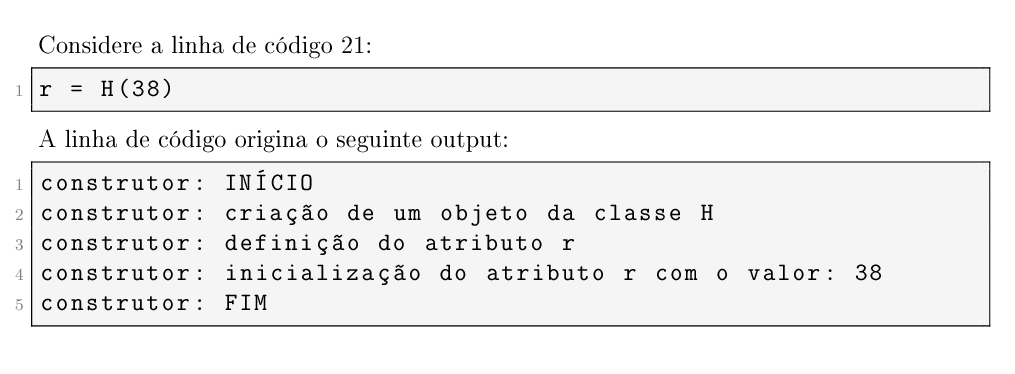 Considere a linha de código 21:
1 r = H(38)
A linha de código origina o seguinte output:
1 construtor: INÍCIO
2 construtor: criação de um objeto da classe H
3 construtor: definição do atributo r
4 construtor: inicialização do atributo r com o valor: 38
5 construtor: FIM